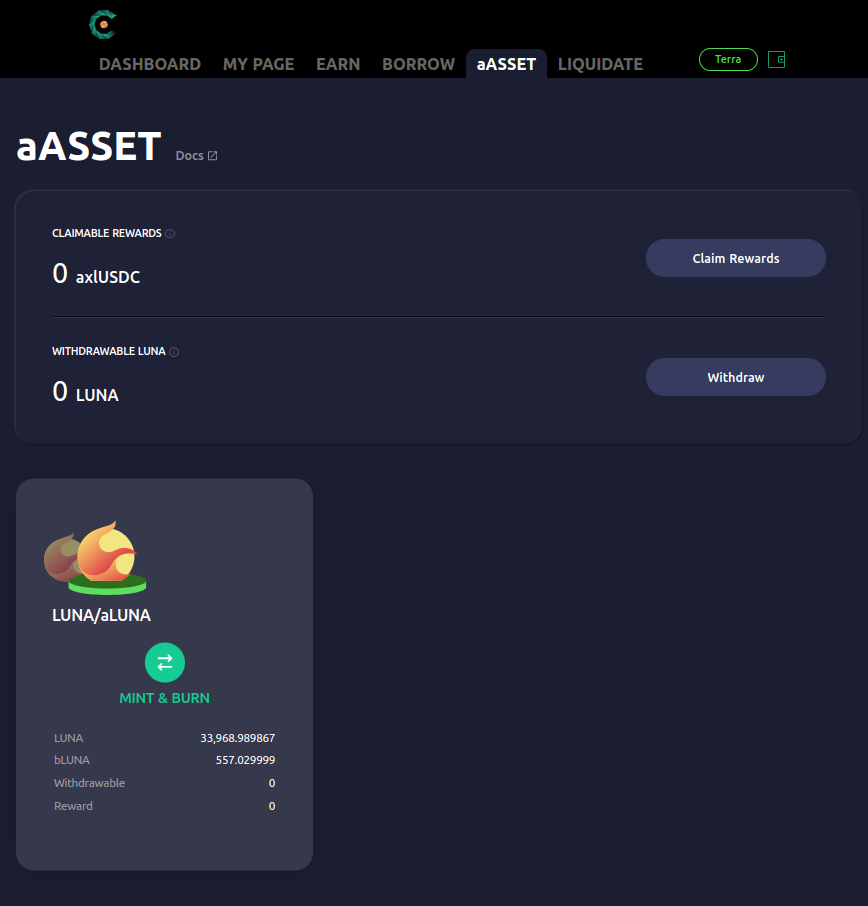 DASHBOARD MY PAGE EARN BORROW aASSET LIQUIDATE Terra
aASSET Docs
CLAIMABLE REWARDS
0 axlUSDC
Claim Rewards
WITHDRAWABLE LUNA
0 LUNA
Withdraw
LUNA/aLUNA
MINT & BURN
LUNA 33,968.989867
bLUNA 557.029999
Withdrawable 0
Reward 0